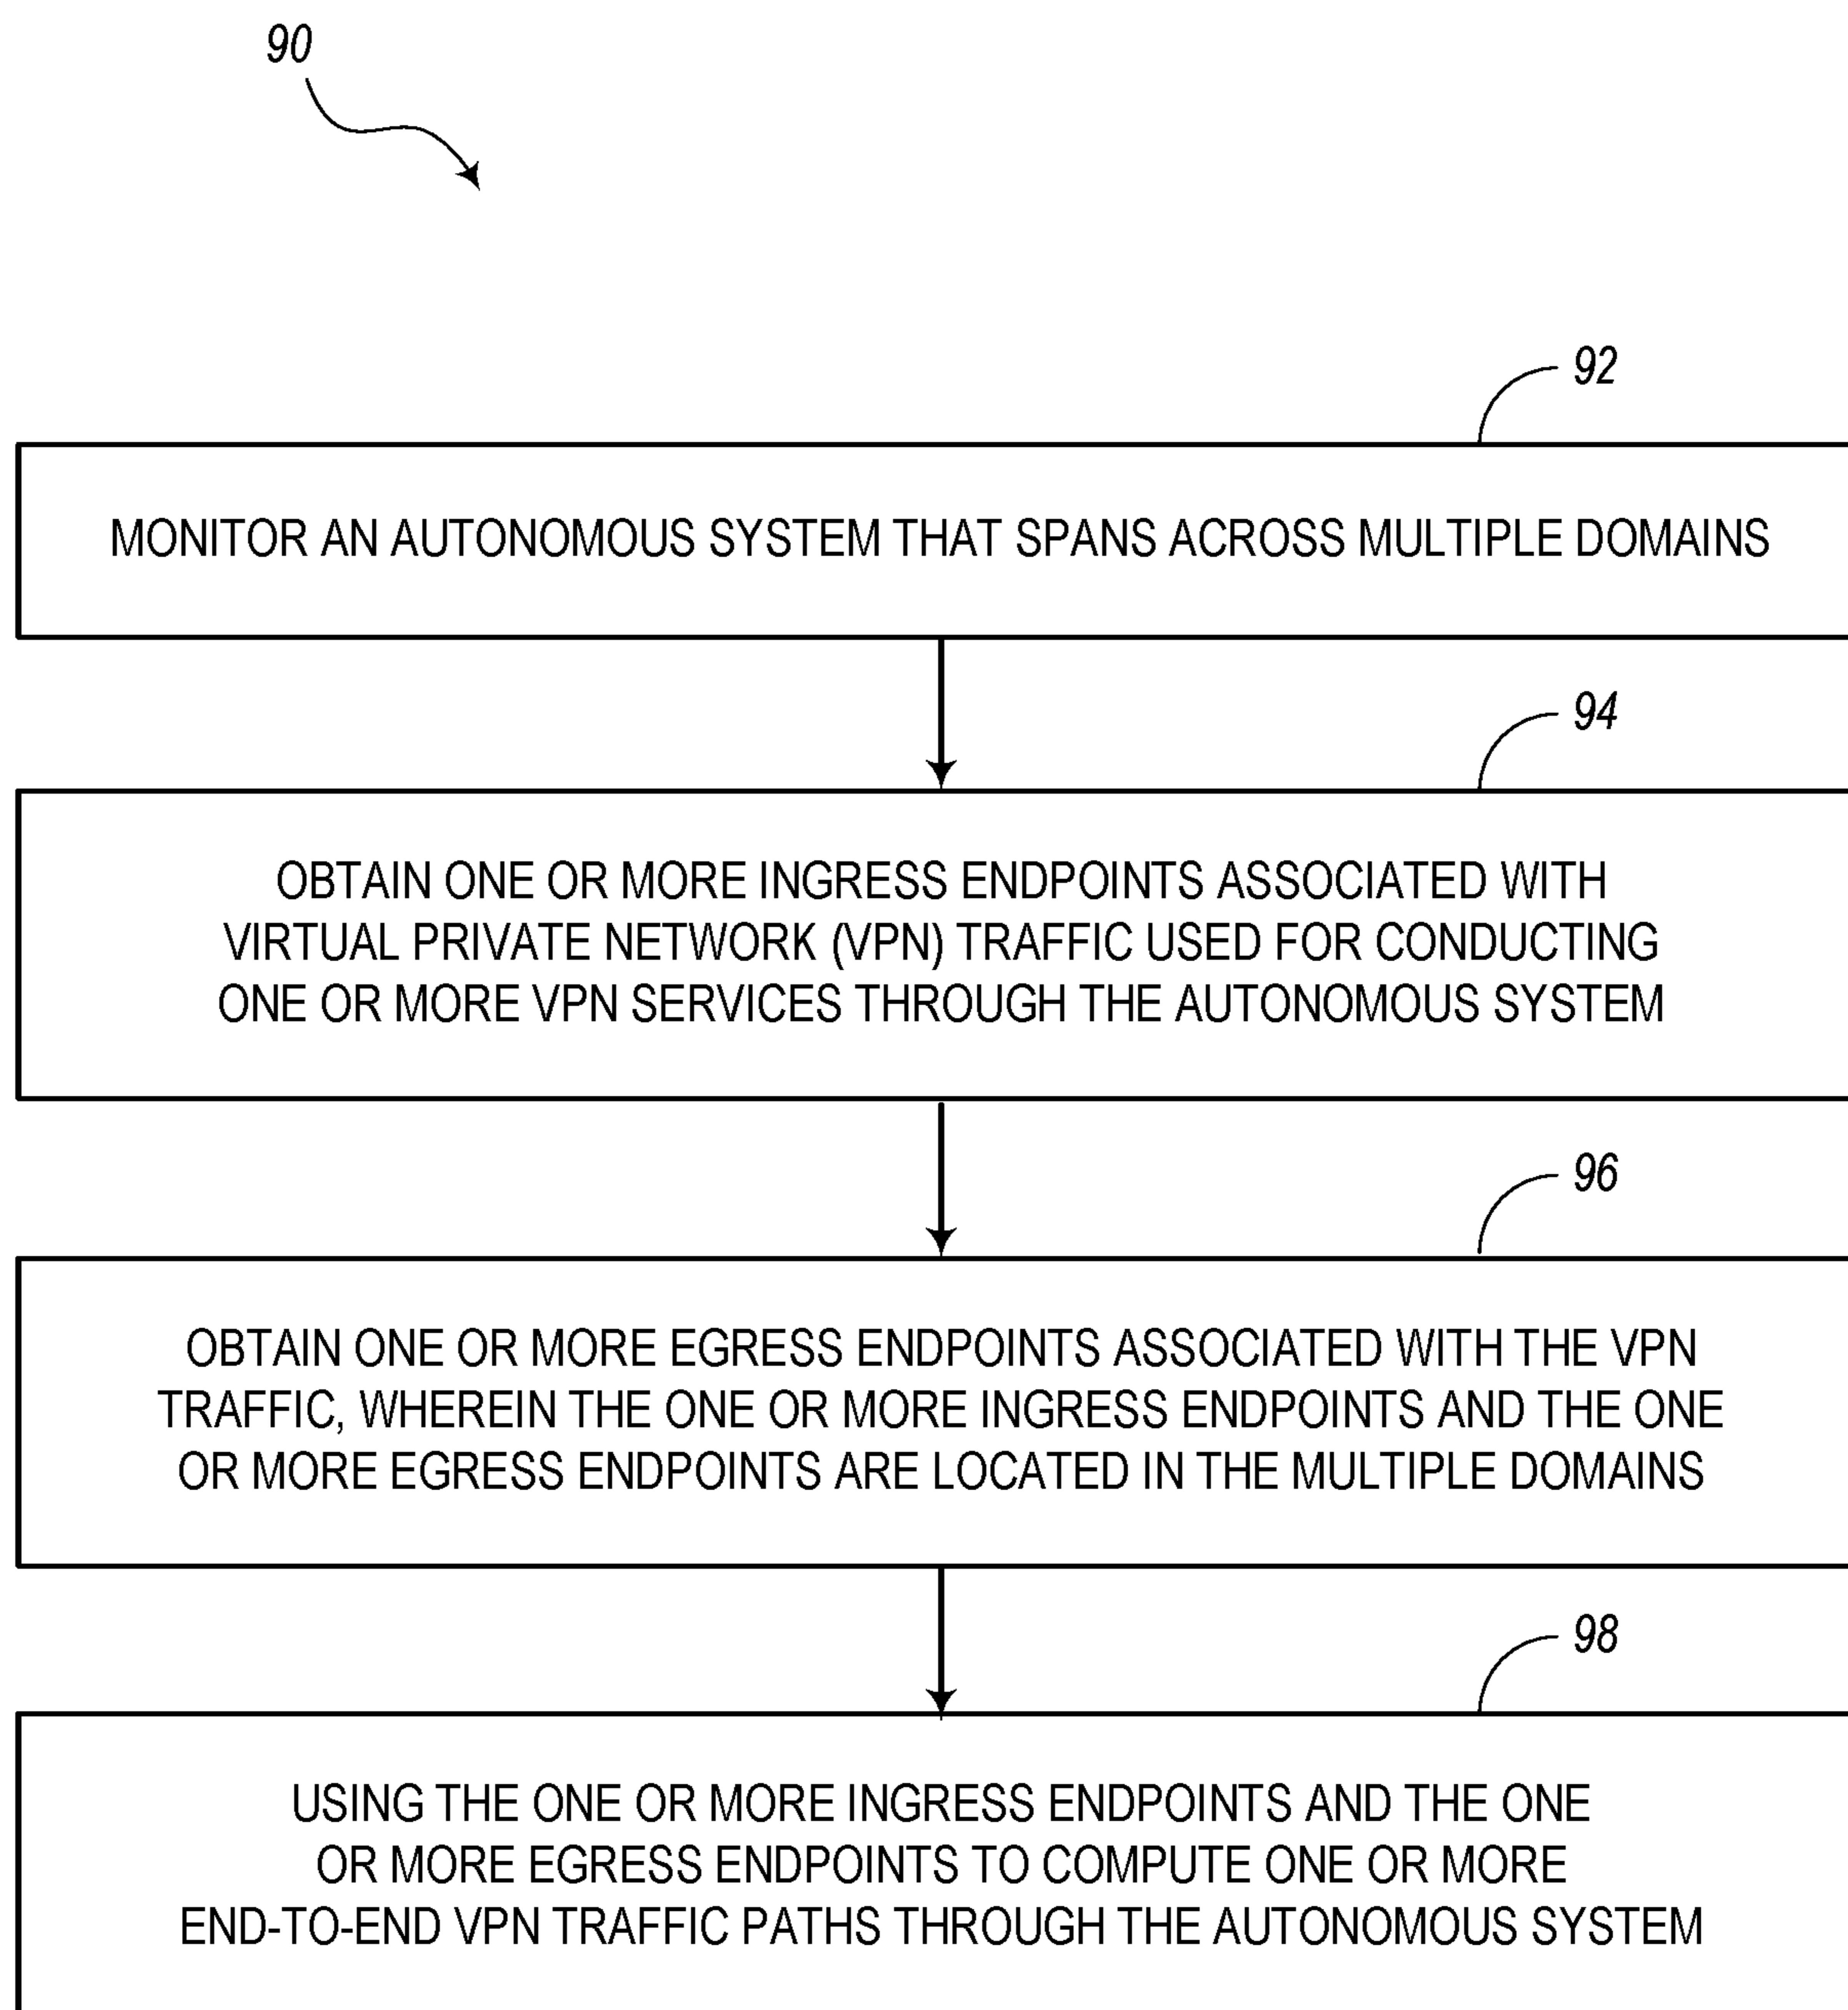 90
92
MONITOR AN AUTONOMOUS SYSTEM THAT SPANS ACROSS MULTIPLE DOMAINS
94
OBTAIN ONE OR MORE INGRESS ENDPOINTS ASSOCIATED WITH
VIRTUAL PRIVATE NETWORK (VPN) TRAFFIC USED FOR CONDUCTING
ONE OR MORE VPN SERVICES THROUGH THE AUTONOMOUS SYSTEM
96
OBTAIN ONE OR MORE EGRESS ENDPOINTS ASSOCIATED WITH THE VPN
TRAFFIC, WHEREIN THE ONE OR MORE INGRESS ENDPOINTS AND THE ONE
OR MORE EGRESS ENDPOINTS ARE LOCATED IN THE MULTIPLE DOMAINS
98
USING THE ONE OR MORE INGRESS ENDPOINTS AND THE ONE
OR MORE EGRESS ENDPOINTS TO COMPUTE ONE OR MORE
END-TO-END VPN TRAFFIC PATHS THROUGH THE AUTONOMOUS SYSTEM